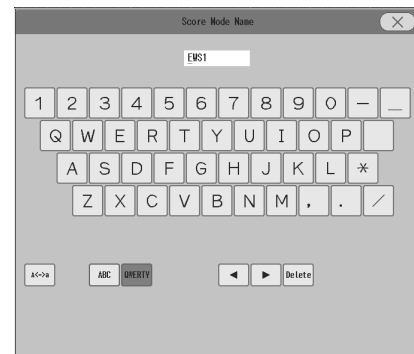 Score Mode Name
EWS1
1 2 3 4 5 6 7 8 9 0 - _
Q W E R T Y U I O P
A S D F G H J K L *
Z X C V B N M , . /
A<->a ABC QWERTY ◀ ▶ Delete